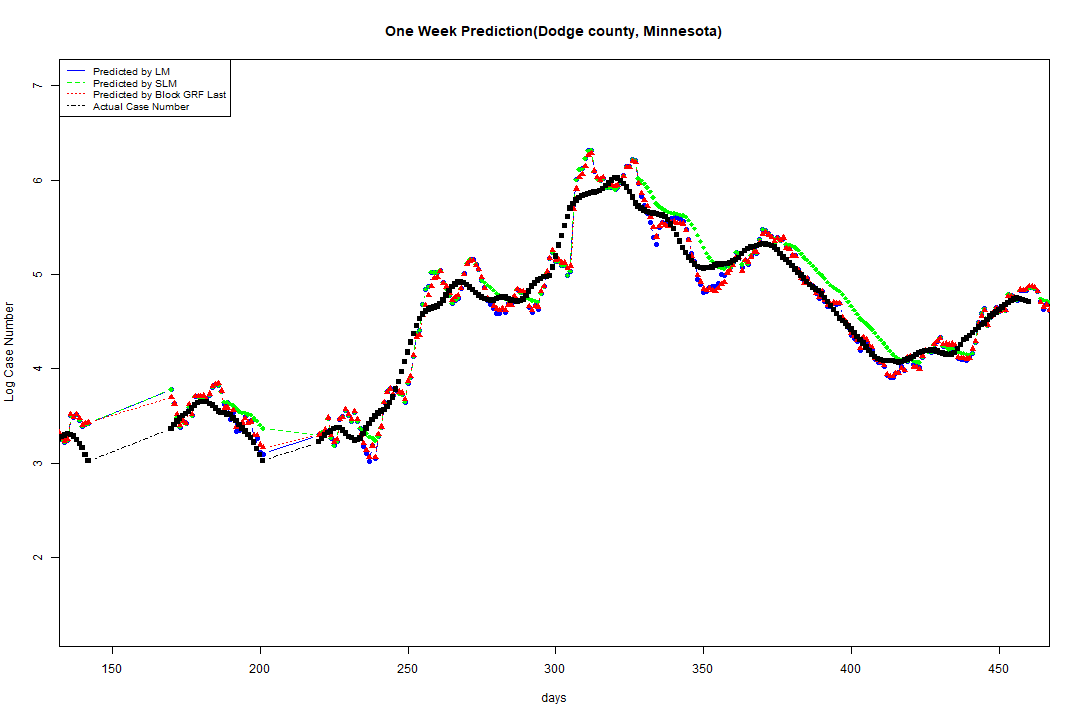 One Week Prediction(Dodge county, Minnesota)
Predicted by LM
Predicted by SLM
Predicted by Block GRF Last
Actual Case Number
7
6
5
4
3
2
Log Case Number
150 200 250 300 350 400 450
days